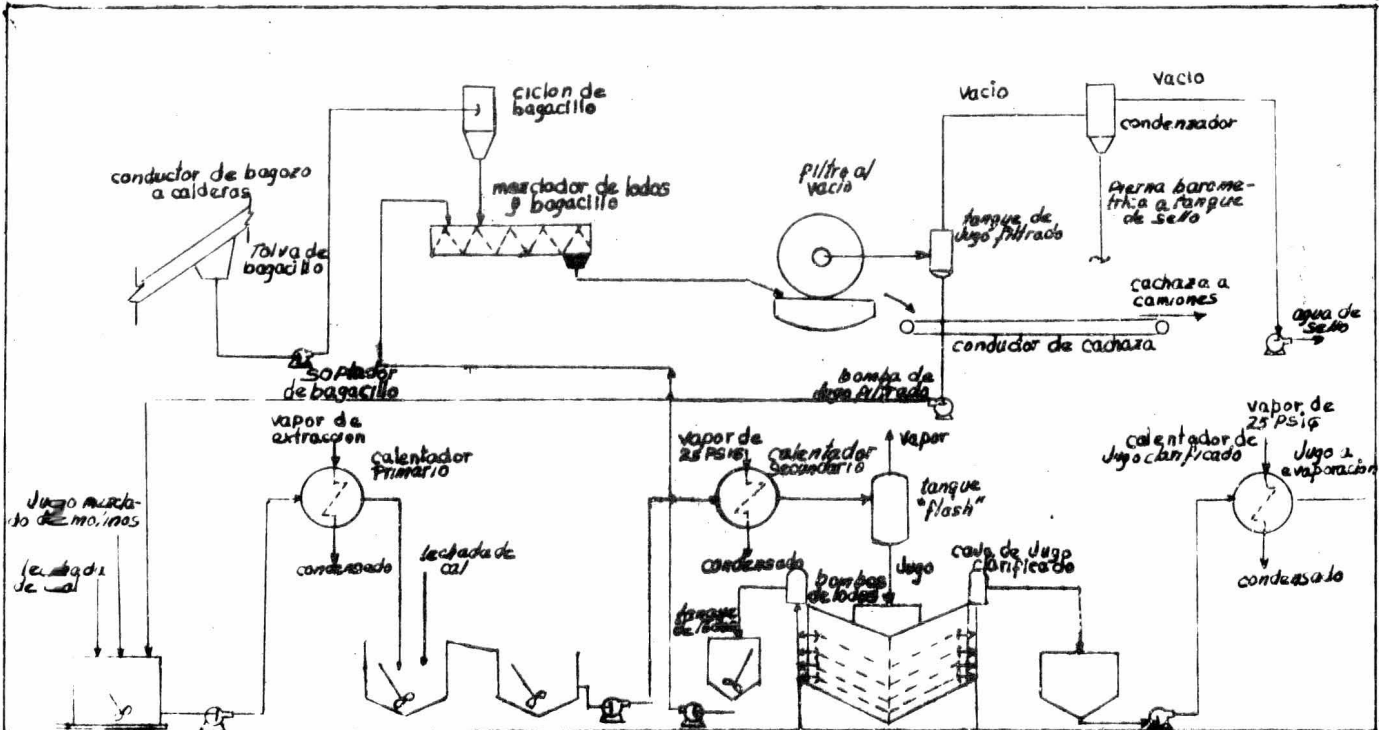 ciclon de
bagacillo
vacio
vacio
condenzador
conductor de bagazo
a calderas
mezclador de lodos
y bagacillo
filtro al
vacio
Pierna barome-
trica a tanque
de sello
tanque de
Jugo filtrado
Tolva de
bagacillo
cachaza a
camiones
agua de
sello
conductor de cachaza
soplador
de bagacillo
bomba de
Jugo filtrado
vapor de
extraccion
calentador
Primario
vapor de
25 PSIG
calentador
secundario
vapor
tanque
"flash"
vapor de
25 PSIG
calentador de
Jugo clarificado
Jugo a
evaporacion
Jugo mezcla-
do de molinos
lechada
de cal
condensado
lechada de
cal
condensado
Jugo
caja de Jugo
clarificado
condensado
bombas
de lodos
tanque
de lodos